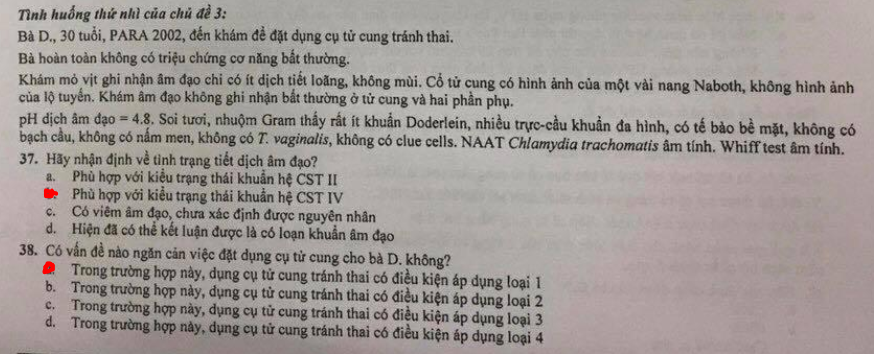 Tình huống thứ nhì của chủ đề 3:
Bà D., 30 tuổi, PARA 2002, đến khám để đặt dụng cụ tử cung tránh thai.
Bà hoàn toàn không có triệu chứng cơ năng bất thường.
Khám mỏ vịt ghi nhận âm đạo chỉ có ít dịch tiết loãng, không mùi. Cổ tử cung có hình ảnh của một vài nang Naboth, không hình ảnh
của lộ tuyến. Khám âm đạo không ghi nhận bất thường ở tử cung và hai phần phụ.
pH dịch âm đạo = 4.8. Soi tươi, nhuộm Gram thấy rất ít khuẩn Doderlein, nhiều trực-cầu khuẩn đa hình, có tế bào bề mặt, không có
bạch cầu, không có nấm men, không có T. vaginalis, không có clue cells. NAAT Chlamydia trachomatis âm tính. Whiff test âm tính.
37. Hãy nhận định về tình trạng tiết dịch âm đạo?
a. Phù hợp với kiểu trạng thái khuẩn hệ CST II
Phù hợp với kiểu trạng thái khuẩn hệ CST IV
c. Có viêm âm đạo, chưa xác định được nguyên nhân
d. Hiện đã có thể kết luận được là có loạn khuẩn âm đạo
38. Có vấn đề nào ngăn cản việc đặt dụng cụ tử cung cho bà D. không?
Trong trường hợp này, dụng cụ tử cung tránh thai có điều kiện áp dụng loại 1
b. Trong trường hợp này, dụng cụ tử cung tránh thai có điều kiện áp dụng loại 2
c. Trong trường hợp này, dụng cụ tử cung tránh thai có điều kiện áp dụng loại 3
d. Trong trường hợp này, dụng cụ tử cung tránh thai có điều kiện áp dụng loại 4